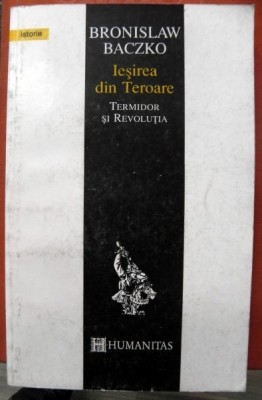 Istorie
BRONISLAW
BACZKO
Ieşirea
din Teroare
TERMIDOR
ŞI REVOLUŢIA
HUMANITAS